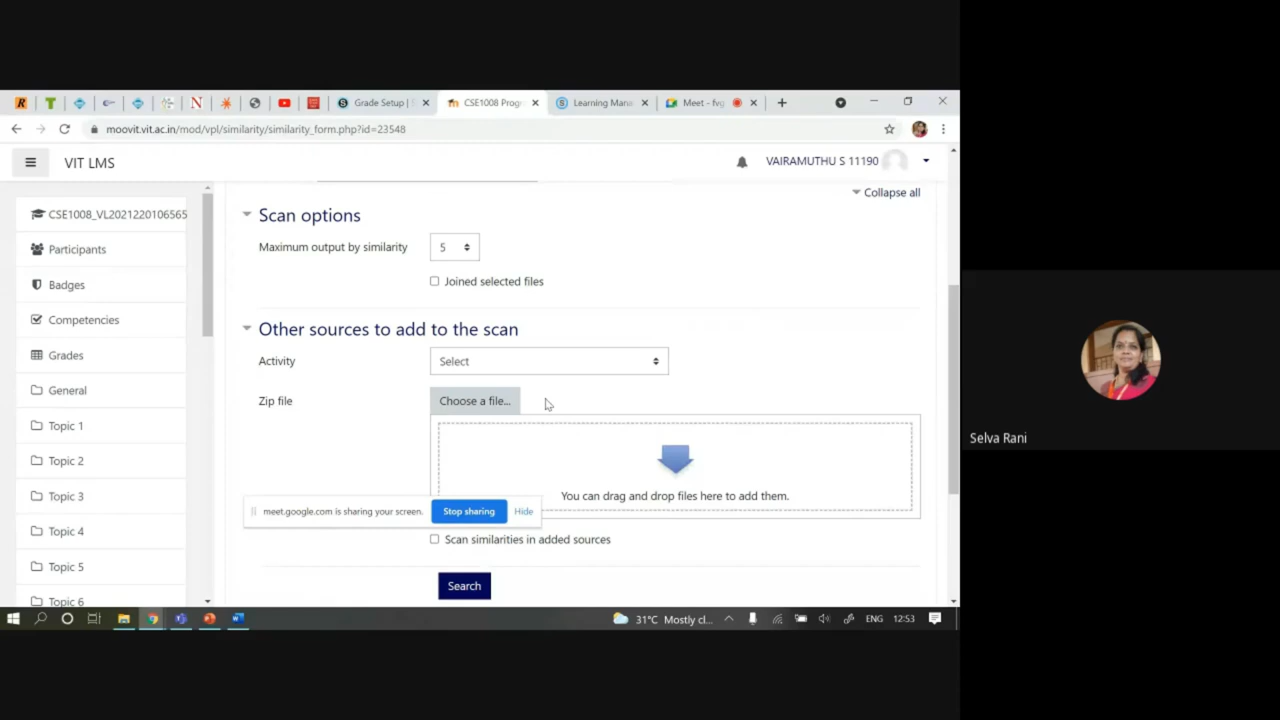 Grade Setup |
CSE1008 Progr
Learning Mana
Meet - fvg
moovit.vit.ac.in/mod/vpl/similarity/similarity_form.php?id=23548
VIT LMS
VAIRAMUTHU S 11190
Collapse all
CSE1008_VL2021220106565
Participants
Badges
Competencies
Grades
General
Topic 1
Topic 2
Topic 3
Topic 4
Topic 5
Topic 6
Scan options
Maximum output by similarity 5
Joined selected files
Other sources to add to the scan
Activity Select
Zip file Choose a file...
You can drag and drop files here to add them.
meet.google.com is sharing your screen. Stop sharing Hide
Scan similarities in added sources
Search
31°C Mostly cl... ENG 12:53
Selva Rani